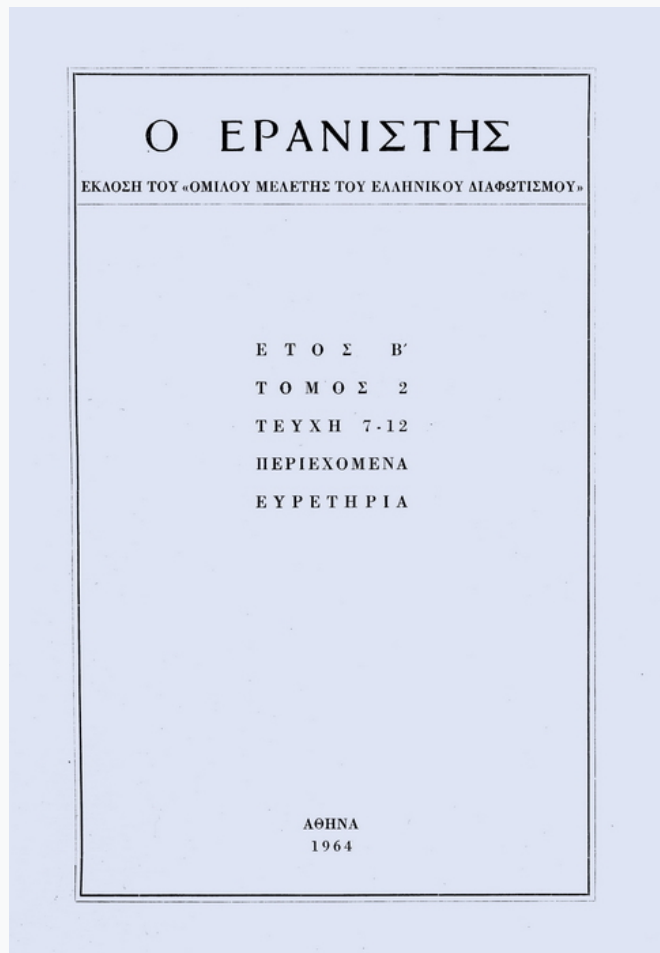 Ο ΕΡΑΝΙΣΤΗΣ
ΕΚΔΟΣΗ ΤΟΥ «ΟΜΙΛΟΥ ΜΕΛΕΤΗΣ ΤΟΥ ΕΛΛΗΝΙΚΟΥ ΔΙΑΦΩΤΙΣΜΟΥ»
ΕΤΟΣ Β´
ΤΟΜΟΣ 2
ΤΕΥΧΗ 7-12
ΠΕΡΙΕΧΟΜΕΝΑ
ΕΥΡΕΤΗΡΙΑ
ΑΘΗΝΑ
1964